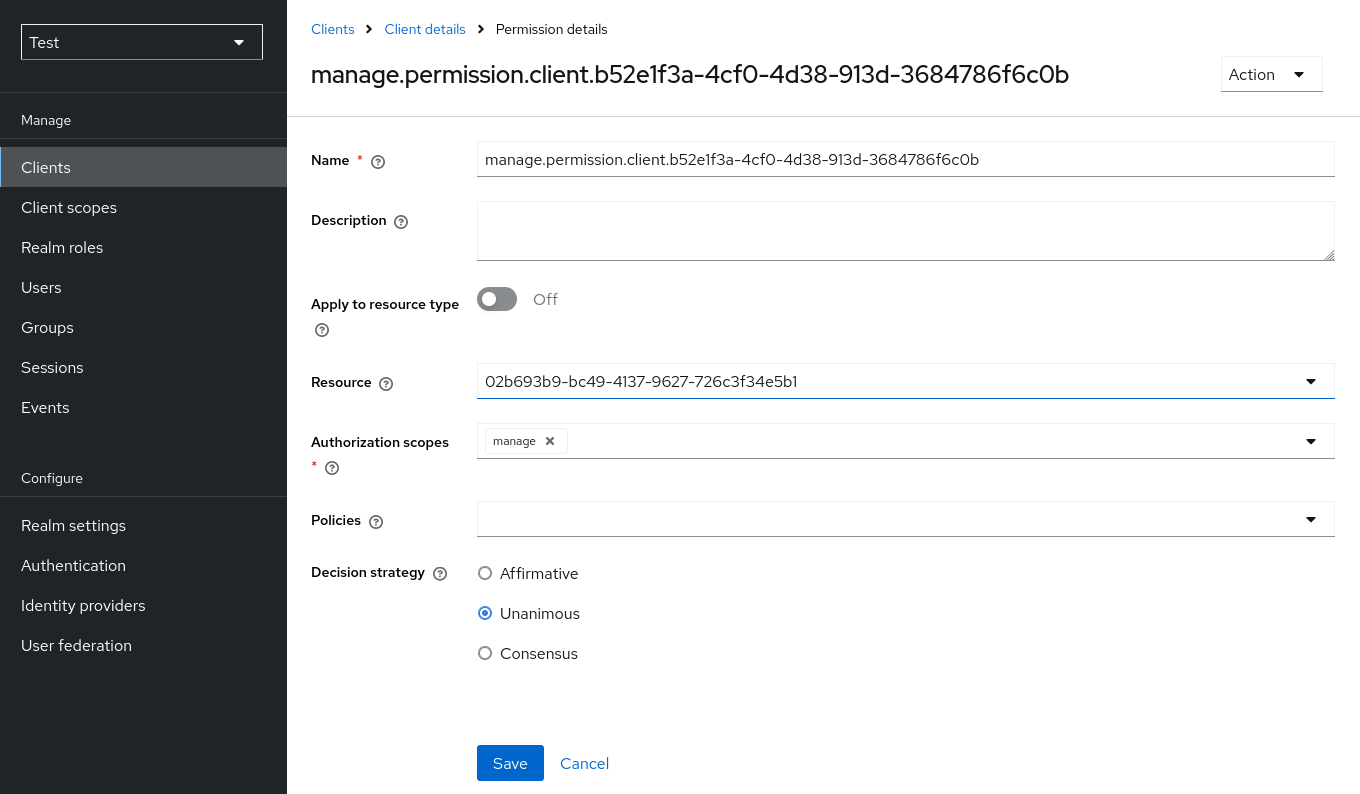 Test
Manage
Clients
Client scopes
Realm roles
Users
Groups
Sessions
Events
Configure
Realm settings
Authentication
Identity providers
User federation
Clients > Client details > Permission details
manage.permission.client.b52e1f3a-4cf0-4d38-913d-3684786f6c0b
Action
Name * ?
manage.permission.client.b52e1f3a-4cf0-4d38-913d-3684786f6c0b
Description ?
Apply to resource type
?
Off
Resource ?
02b693b9-bc49-4137-9627-726c3f34e5b1
Authorization scopes
* ?
manage
Policies ?
Decision strategy ?
Affirmative
Unanimous
Consensus
Save Cancel